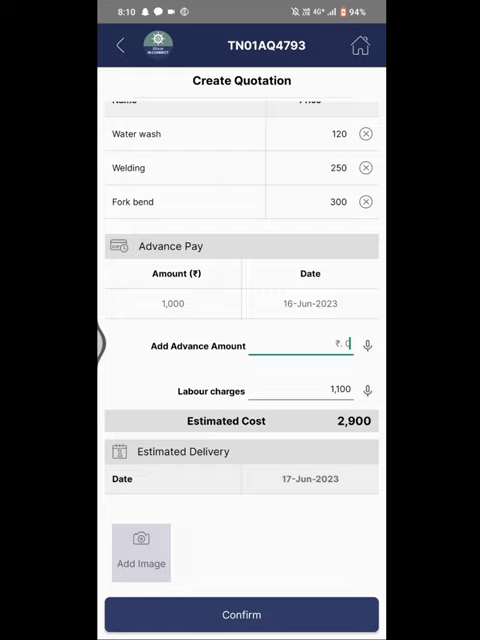 8:10 4G+ 94%
TN01AQ4793
Create Quotation
Name Price
Water wash 120
Welding 250
Fork bend 300
Advance Pay
Amount (₹) Date
1,000 16-Jun-2023
Add Advance Amount ₹. 0
Labour charges 1,100
Estimated Cost 2,900
Estimated Delivery
Date 17-Jun-2023
Add Image
Confirm